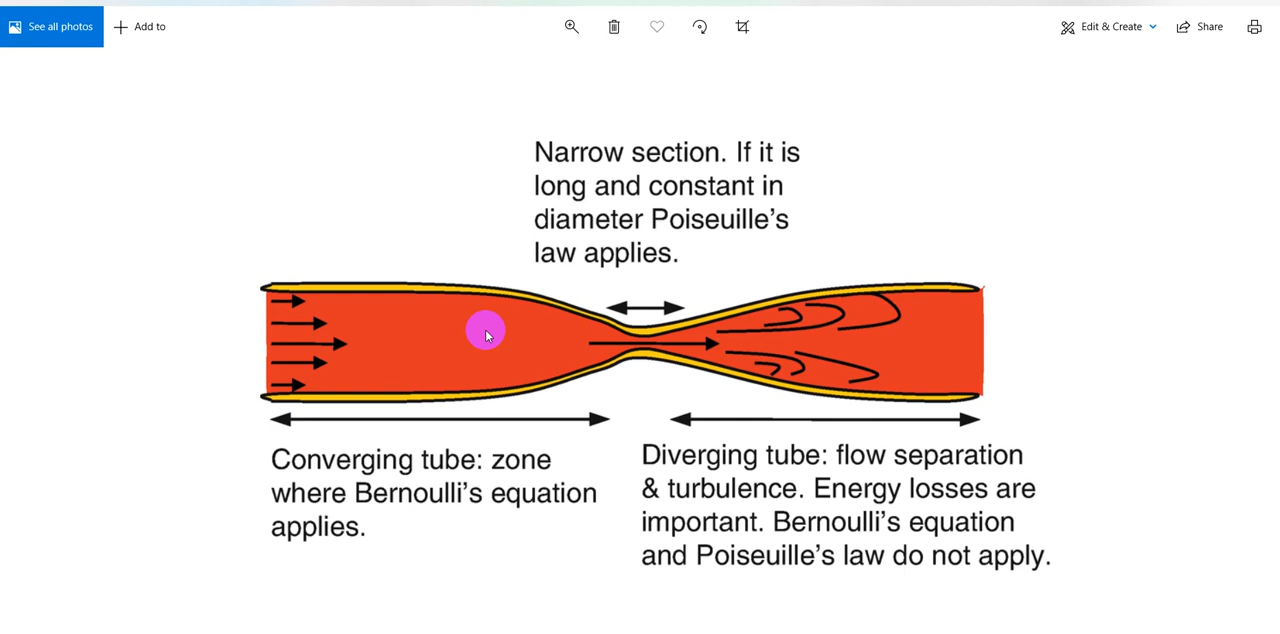 See all photos
Add to
Edit & Create
Share
Narrow section. If it is
long and constant in
diameter Poiseuille’s
law applies.
Converging tube: zone
where Bernoulli’s equation
applies.
Diverging tube: flow separation
& turbulence. Energy losses are
important. Bernoulli’s equation
and Poiseuille’s law do not apply.